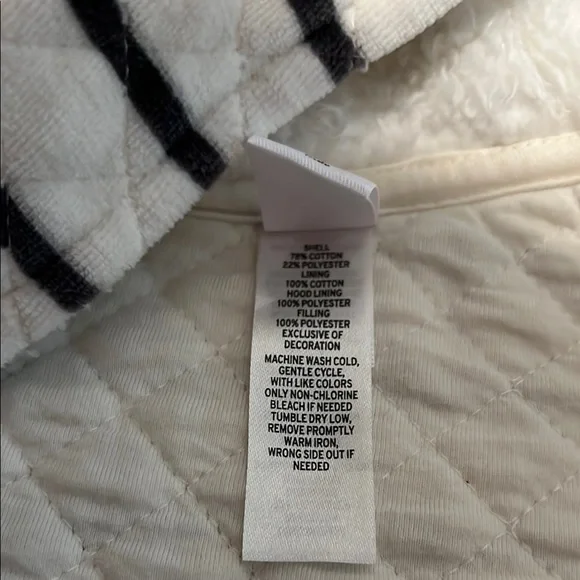 SHELL
78% COTTON
22% POLYESTER
LINING
100% COTTON
HOOD LINING
100% POLYESTER
FILLING
100% POLYESTER
EXCLUSIVE OF
DECORATION
MACHINE WASH COLD,
GENTLE CYCLE,
WITH LIKE COLORS
ONLY NON-CHLORINE
BLEACH IF NEEDED
TUMBLE DRY LOW,
REMOVE PROMPTLY
WARM IRON,
WRONG SIDE OUT IF
NEEDED